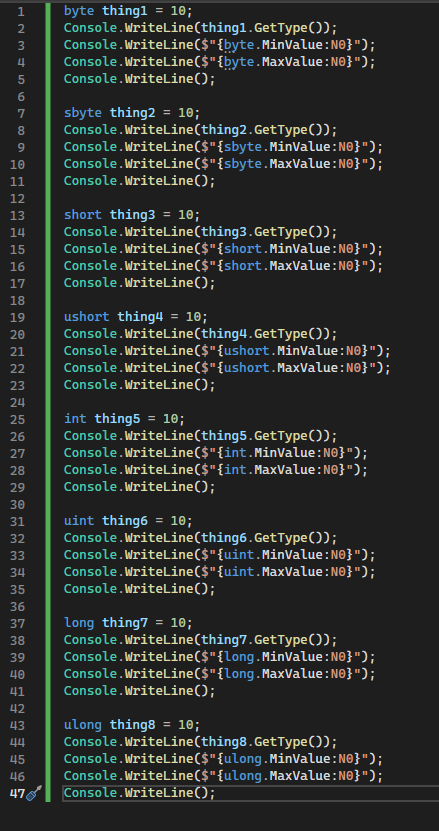 1 byte thing1 = 10;
2 Console.WriteLine(thing1.GetType());
3 Console.WriteLine($"{byte.MinValue:N0}");
4 Console.WriteLine($"{byte.MaxValue:N0}");
5 Console.WriteLine();
6
7 sbyte thing2 = 10;
8 Console.WriteLine(thing2.GetType());
9 Console.WriteLine($"{sbyte.MinValue:N0}");
10 Console.WriteLine($"{sbyte.MaxValue:N0}");
11 Console.WriteLine();
12
13 short thing3 = 10;
14 Console.WriteLine(thing3.GetType());
15 Console.WriteLine($"{short.MinValue:N0}");
16 Console.WriteLine($"{short.MaxValue:N0}");
17 Console.WriteLine();
18
19 ushort thing4 = 10;
20 Console.WriteLine(thing4.GetType());
21 Console.WriteLine($"{ushort.MinValue:N0}");
22 Console.WriteLine($"{ushort.MaxValue:N0}");
23 Console.WriteLine();
24
25 int thing5 = 10;
26 Console.WriteLine(thing5.GetType());
27 Console.WriteLine($"{int.MinValue:N0}");
28 Console.WriteLine($"{int.MaxValue:N0}");
29 Console.WriteLine();
30
31 uint thing6 = 10;
32 Console.WriteLine(thing6.GetType());
33 Console.WriteLine($"{uint.MinValue:N0}");
34 Console.WriteLine($"{uint.MaxValue:N0}");
35 Console.WriteLine();
36
37 long thing7 = 10;
38 Console.WriteLine(thing7.GetType());
39 Console.WriteLine($"{long.MinValue:N0}");
40 Console.WriteLine($"{long.MaxValue:N0}");
41 Console.WriteLine();
42
43 ulong thing8 = 10;
44 Console.WriteLine(thing8.GetType());
45 Console.WriteLine($"{ulong.MinValue:N0}");
46 Console.WriteLine($"{ulong.MaxValue:N0}");
47 Console.WriteLine();